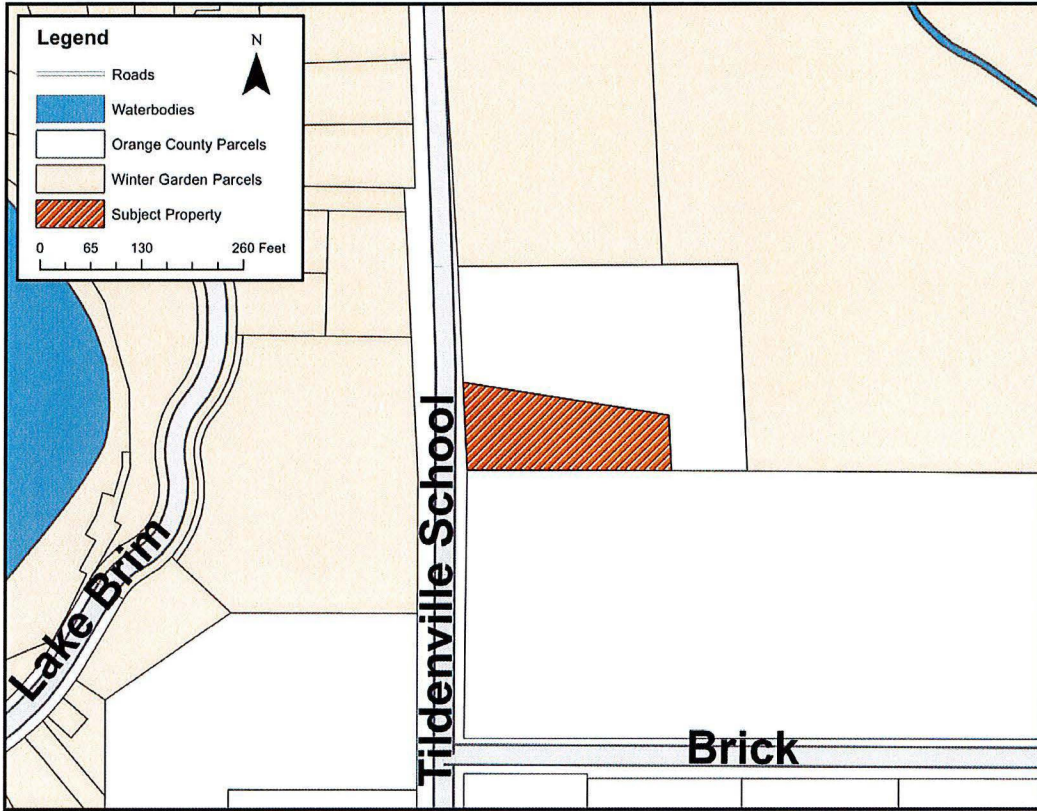 Legend
N
Roads
Waterbodies
Orange County Parcels
Winter Garden Parcels
Subject Property
0 65 130 260 Feet
Tildenville School
Lake Brim
Brick